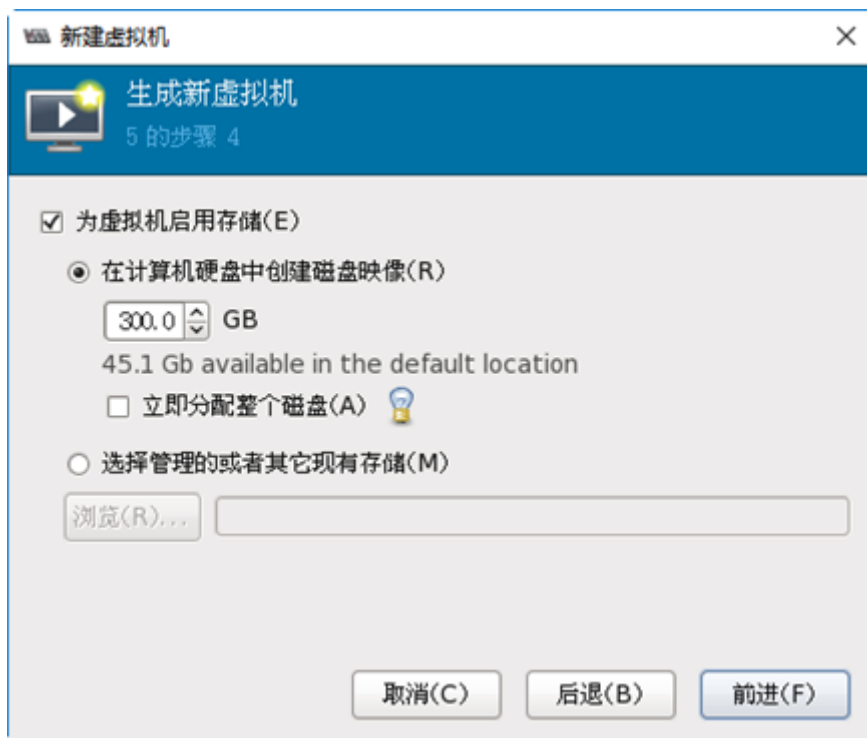 新建虚拟机
生成新虚拟机
5 的步骤 4
为虚拟机启用存储(E)
在计算机硬盘中创建磁盘映像(R)
300.0 GB
45.1 Gb available in the default location
立即分配整个磁盘(A)
选择管理的或者其它现有存储(M)
浏览(R)...
取消(C) 后退(B) 前进(F)